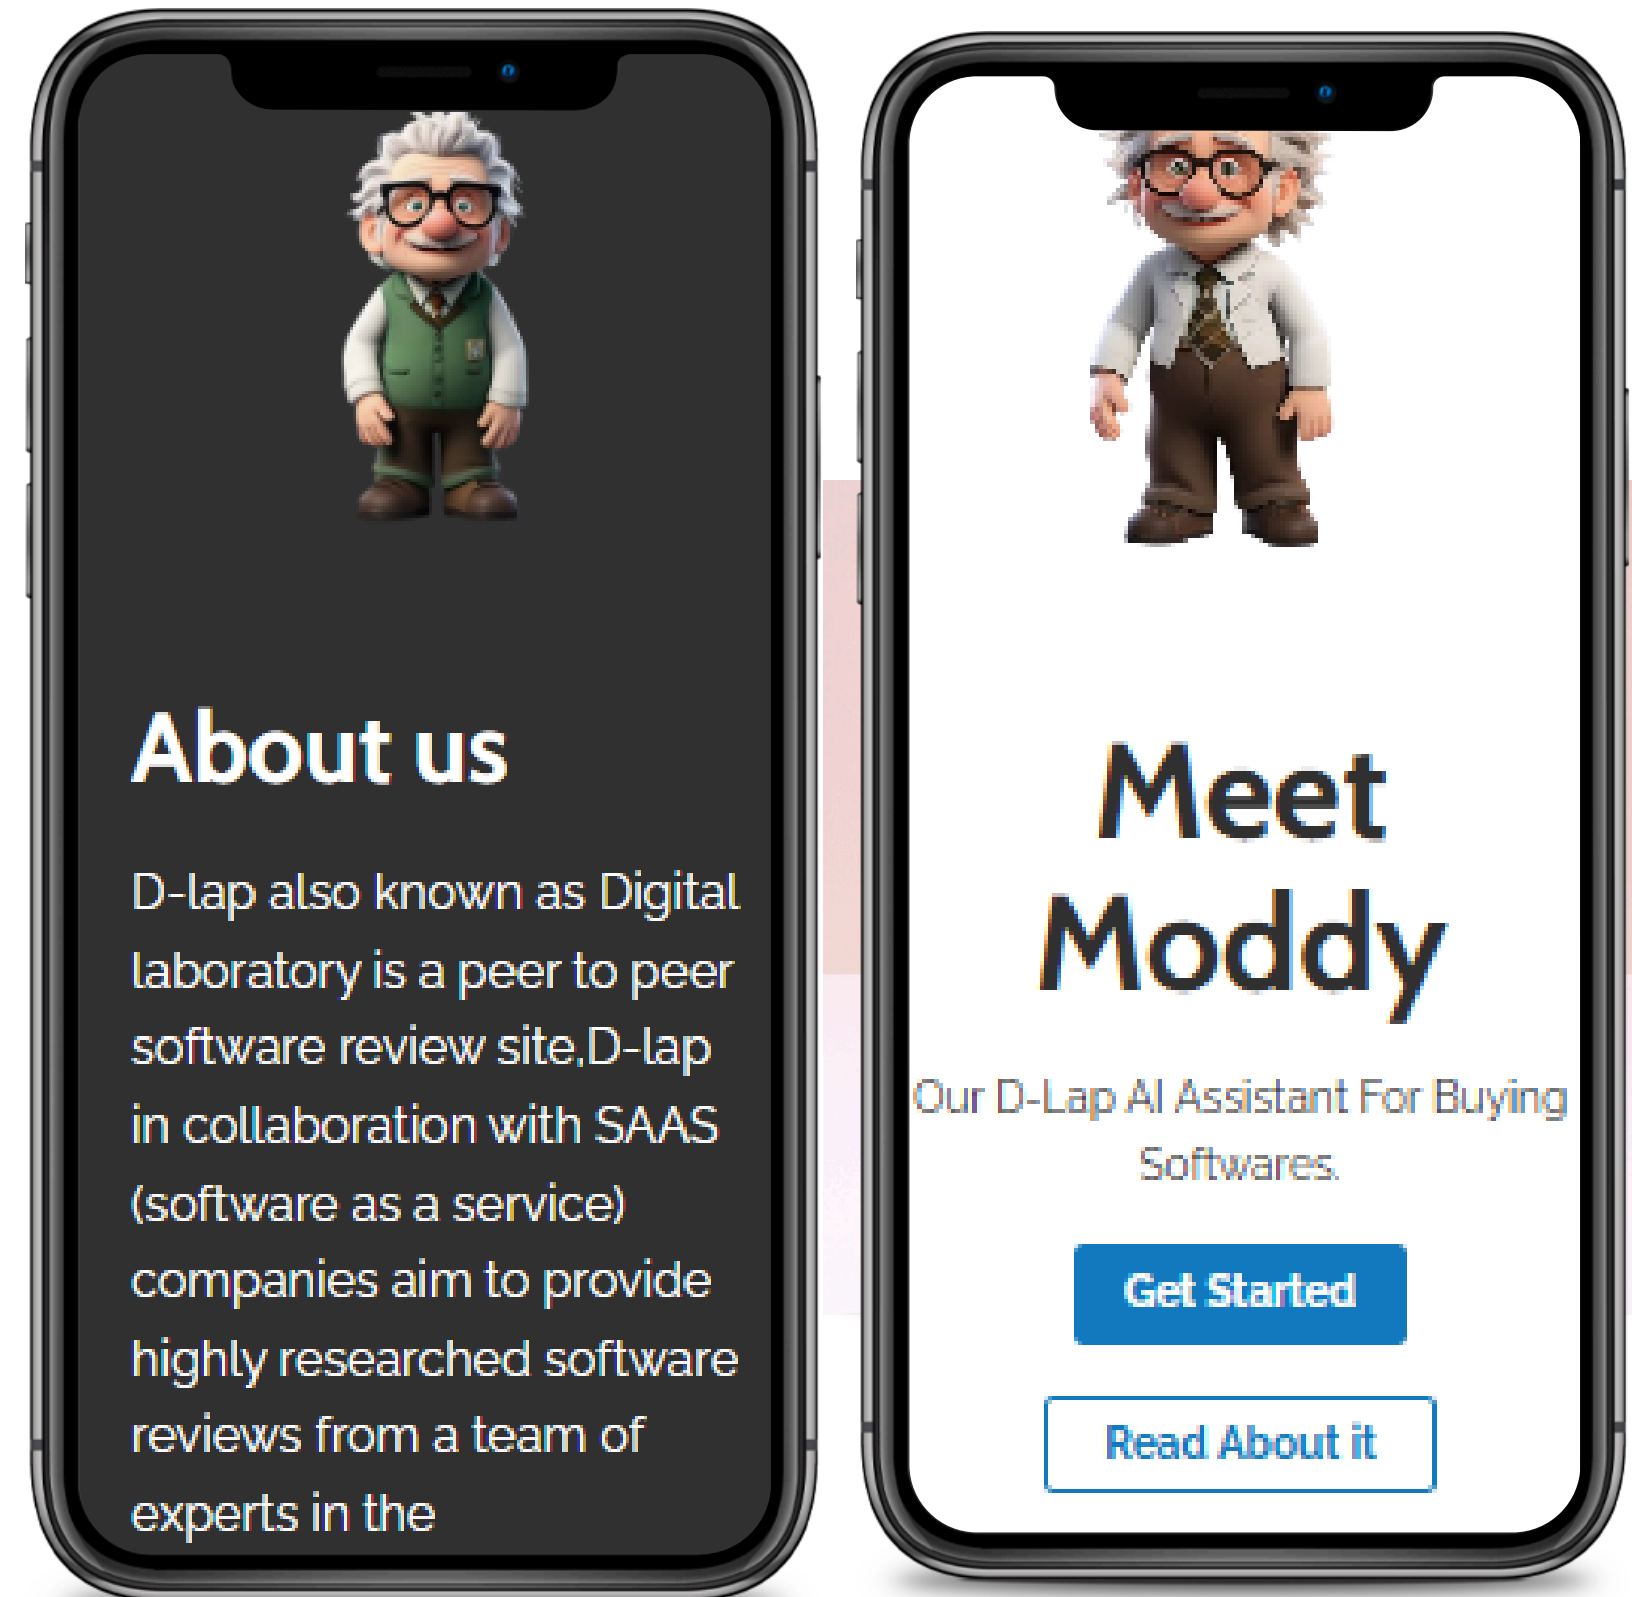 About us
D-lap also known as Digital
laboratory is a peer to peer
software review site,D-lap
in collaboration with SAAS
(software as a service)
companies aim to provide
highly researched software
reviews from a team of
experts in the
Meet
Moddy
Our D-Lap AI Assistant For Buying
Softwares.
Get Started
Read About it